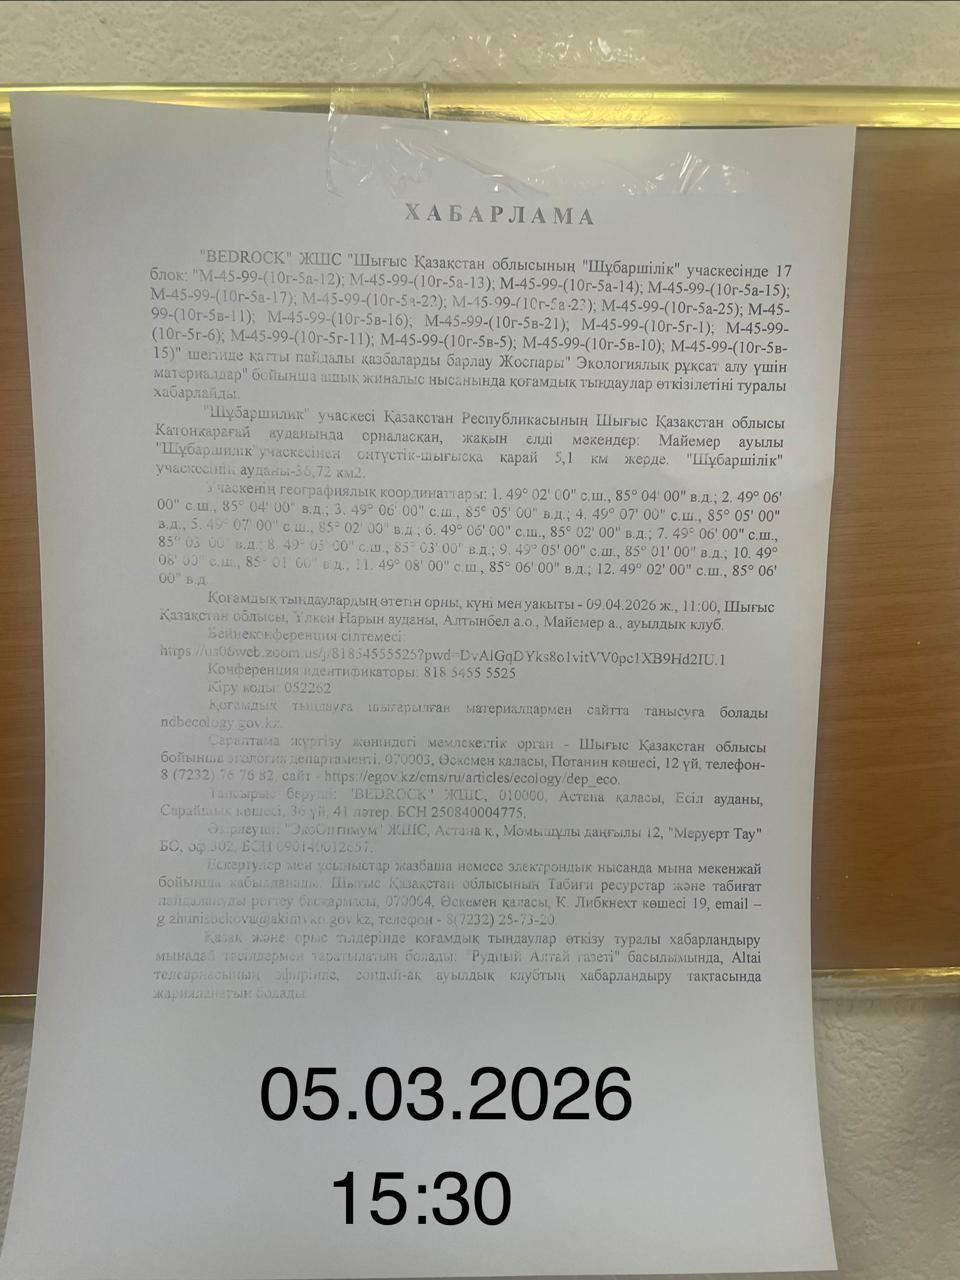 ХАБАРЛАМА
"BEDROCK" ЖШС "Шығыс Қазақстан облысының "Шұбаршілік" учаскесінде 17
блок: "М-45-99-(10г-5а-12); М-45-99-(10г-5а-13); М-45-99-(10г-5а-14); М-45-99-(10г-5а-15);
М-45-99-(10г-5а-17); М-45-99-(10г-5а-22); М-45-99-(10г-5а-23); М-45-99-(10г-5а-25); М-45-
99-(10г-5в-11); М-45-99-(10г-5в-16); М-45-99-(10г-5в-21); М-45-99-(10г-5г-1); М-45-99-
(10г-5г-6); М-45-99-(10г-5г-11); М-45-99-(10г-5в-5); М-45-99-(10г-5в-10); М-45-99-(10г-5в-
15)" шегінде қатты пайдалы қазбаларды барлау Жоспары" Экологиялық рұқсат алу үшін
материалдар" бойынша ашық жиналыс нысанында қоғамдық тыңдаулар өткізілетіні туралы
хабарлайды.
"Шұбаршилик" учаскесі Қазақстан Республикасының Шығыс Қазақстан облысы
Катонқарағай ауданында орналасқан, жақын елді мекендер: Майемер ауылы
"Шұбаршилік"учаскесінен оңтүстік-шығысқа қарай 5,1 км жерде. "Шұбаршілік"
учаскесінің ауданы-36,72 км2.
Учаскенің географиялық координаттары: 1. 49° 02' 00" с.ш., 85° 04' 00" в.д.; 2. 49° 06'
00" с.ш., 85° 04' 00" в.д.; 3. 49° 06' 00" с.ш., 85° 05' 00" в.д.; 4. 49° 07' 00" с.ш., 85° 05' 00"
в.д., 5. 49° 07' 00" с.ш., 85° 02' 00" в.д.; 6. 49° 06' 00" с.ш., 85° 02' 00" в.д.; 7. 49° 06' 00" с.ш.,
85° 03' 00" в.д.; 8. 49° 05' 00" с.ш., 85° 03' 00" в.д.; 9. 49° 05' 00" с.ш., 85° 01' 00" в.д.; 10. 49°
08' 00" с.ш., 85° 01' 00" в.д., 11. 49° 08' 00" с.ш., 85° 06' 00" в.д.; 12. 49° 02' 00" с.ш., 85° 06'
00" в.д.
Қоғамдық тыңдаулардың өтетін орны, күні мен уақыты - 09.04.2026 ж., 11:00, Шығыс
Қазақстан облысы, Үлкен Нарын ауданы, Алтынбел а.о., Майемер а., ауылдық клуб.
Бейнеконференция сілтемесі:
https://us06web.zoom.us/j/81854555525?pwd=DvAlGqDYks8o1vitVV0pc1XB9Hd2IU.1
Конференция идентификаторы: 818 5455 5525
Кіру коды: 052262
Қоғамдық тыңдауға шығарылған материалдармен сайтта танысуға болады
ndbecology.gov.kz.
Сараптама жүргізу жөніндегі мемлекеттік орган - Шығыс Қазақстан облысы
бойынша экология департаменті. 070003, Өскемен қаласы, Потанин көшесі, 12 үй, телефон-
8 (7232) 76 76 82, сайт - https://egov.kz/cms/ru/articles/ecology/dep_eco.
Тапсырыс беруші: "BEDROCK" ЖШС, 010000, Астана қаласы, Есіл ауданы,
Сарайшық көшесі, 36 үй, 41 пәтер. БСН 250840004775.
Әзірлеуші: "ЭкоОптимум" ЖШС, Астана қ., Момышұлы даңғылы 12, "Меруерт Тау"
БО, оф.302, БСН 090140012657.
Ескертулер мен ұсыныстар жазбаша немесе электрондық нысанда мына мекенжай
бойынша қабылданады: Шығыс Қазақстан облысының Табиғи ресурстар және табиғат
пайдалануды реттеу басқармасы, 070004, Өскемен қаласы, К. Либкнехт көшесі 19, email –
g.zhunisbekova@akimvko.gov.kz, телефон - 8(7232) 25-73-20.
Қазақ және орыс тілдерінде қоғамдық тыңдаулар өткізу туралы хабарландыру
мынадай тәсілдермен таратылатын болады: "Рудный Алтай газеті" басылымында, Altai
телеарнасының эфирінде, сондай-ақ ауылдық клубтың хабарландыру тақтасында
жарияланатын болады.
05.03.2026
15:30